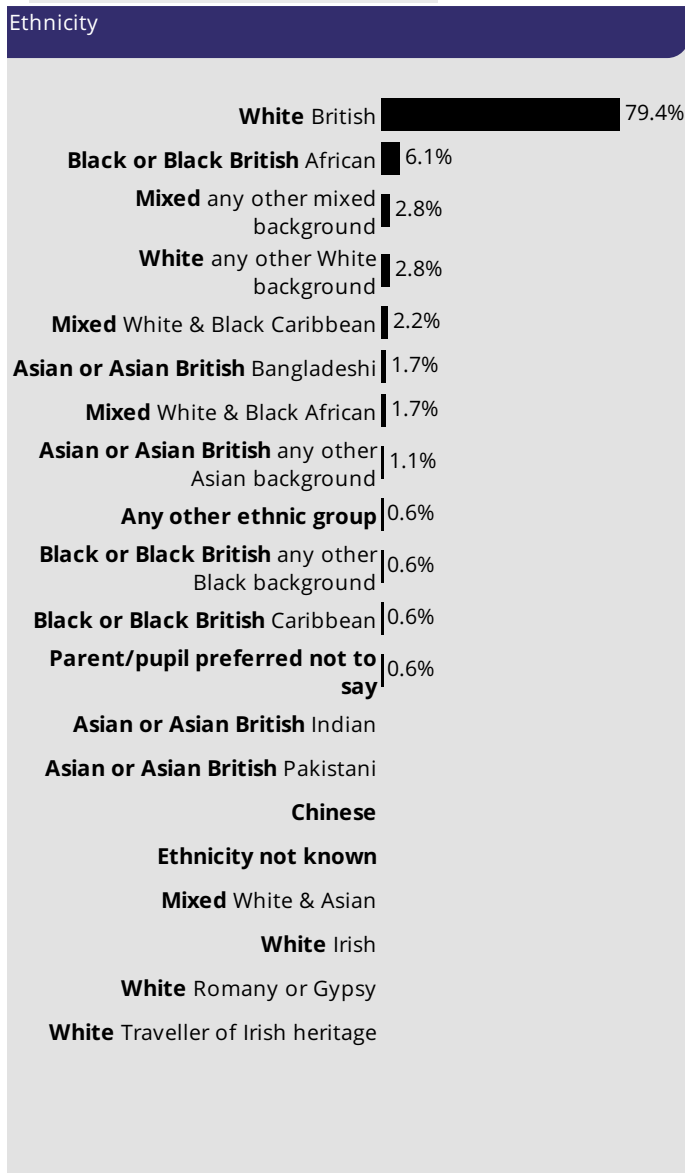 Ethnicity
White British 79.4%
Black or Black British African 6.1%
Mixed any other mixed
background 2.8%
White any other White
background 2.8%
Mixed White & Black Caribbean 2.2%
Asian or Asian British Bangladeshi 1.7%
Mixed White & Black African 1.7%
Asian or Asian British any other
Asian background 1.1%
Any other ethnic group 0.6%
Black or Black British any other
Black background 0.6%
Black or Black British Caribbean 0.6%
Parent/pupil preferred not to
say 0.6%
Asian or Asian British Indian
Asian or Asian British Pakistani
Chinese
Ethnicity not known
Mixed White & Asian
White Irish
White Romany or Gypsy
White Traveller of Irish heritage